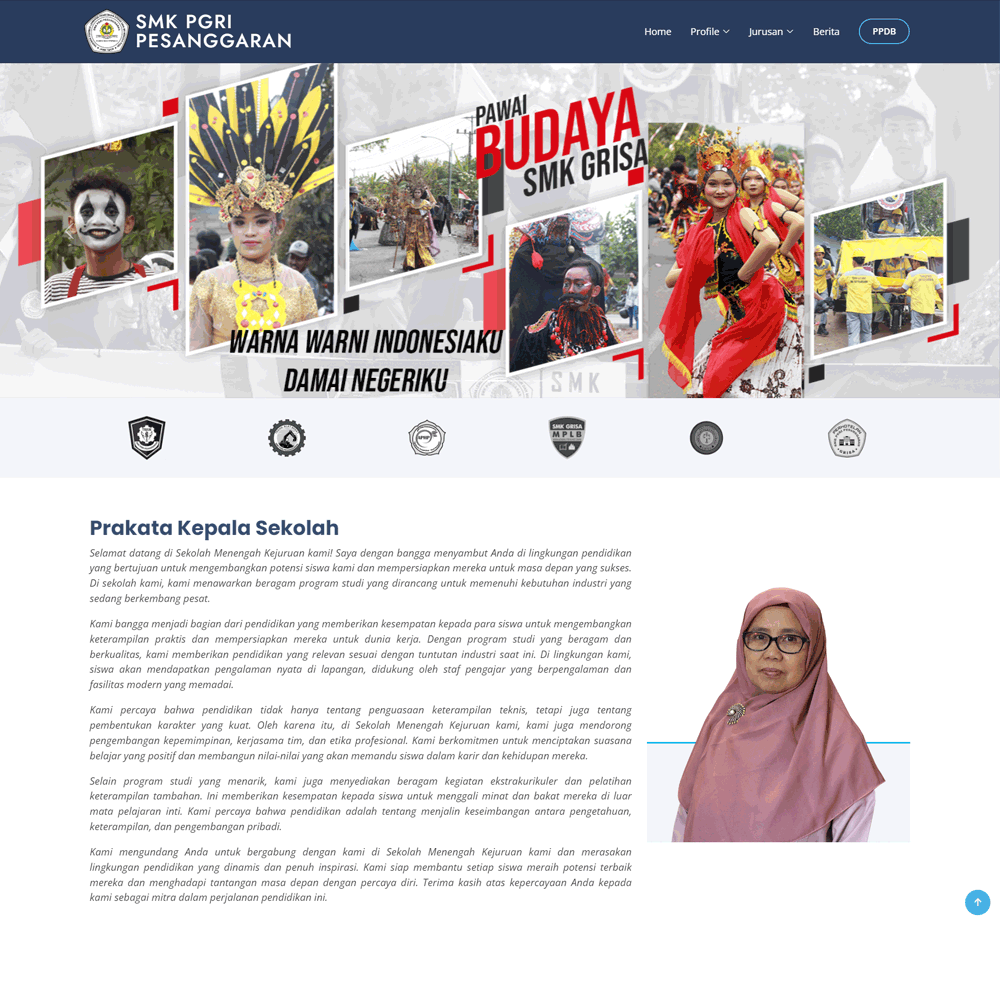 SMK PGRI
PESANGGARAN
Home
Profile
Jurusan
Berita
PPDB
PAWAI
BUDAYA
SMK GRISA
WARNA WARNI INDONESIAKU
DAMAI NEGERIKU
SMK
SMK GRISA
MPLB
PERHOTELAN
Prakata Kepala Sekolah
Selamat datang di Sekolah Menengah Kejuruan kami! Saya dengan bangga menyambut Anda di lingkungan pendidikan
yang bertujuan untuk mengembangkan potensi siswa kami dan mempersiapkan mereka untuk masa depan yang sukses.
Di sekolah kami, kami menawarkan beragam program studi yang dirancang untuk memenuhi kebutuhan industri yang
sedang berkembang pesat.
Kami bangga menjadi bagian dari pendidikan yang memberikan kesempatan kepada para siswa untuk mengembangkan
keterampilan praktis dan mempersiapkan mereka untuk dunia kerja. Dengan program studi yang beragam dan
berkualitas, kami memberikan pendidikan yang relevan sesuai dengan tuntutan industri saat ini. Di lingkungan kami,
siswa akan mendapatkan pengalaman nyata di lapangan, didukung oleh staf pengajar yang berpengalaman dan
fasilitas modern yang memadai.
Kami percaya bahwa pendidikan tidak hanya tentang penguasaan keterampilan teknis, tetapi juga tentang
pembentukan karakter yang kuat. Oleh karena itu, di Sekolah Menengah Kejuruan kami, kami juga mendorong
pengembangan kepemimpinan, kerjasama tim, dan etika profesional. Kami berkomitmen untuk menciptakan suasana
belajar yang positif dan membangun nilai-nilai yang akan memandu siswa dalam karir dan kehidupan mereka.
Selain program studi yang menarik, kami juga menyediakan beragam kegiatan ekstrakurikuler dan pelatihan
keterampilan tambahan. Ini memberikan kesempatan kepada siswa untuk menggali minat dan bakat mereka di luar
mata pelajaran inti. Kami percaya bahwa pendidikan adalah tentang menjalin keseimbangan antara pengetahuan,
keterampilan, dan pengembangan pribadi.
Kami mengundang Anda untuk bergabung dengan kami di Sekolah Menengah Kejuruan kami dan merasakan
lingkungan pendidikan yang dinamis dan penuh inspirasi. Kami siap membantu setiap siswa meraih potensi terbaik
mereka dan menghadapi tantangan masa depan dengan percaya diri. Terima kasih atas kepercayaan Anda kepada
kami sebagai mitra dalam perjalanan pendidikan ini.